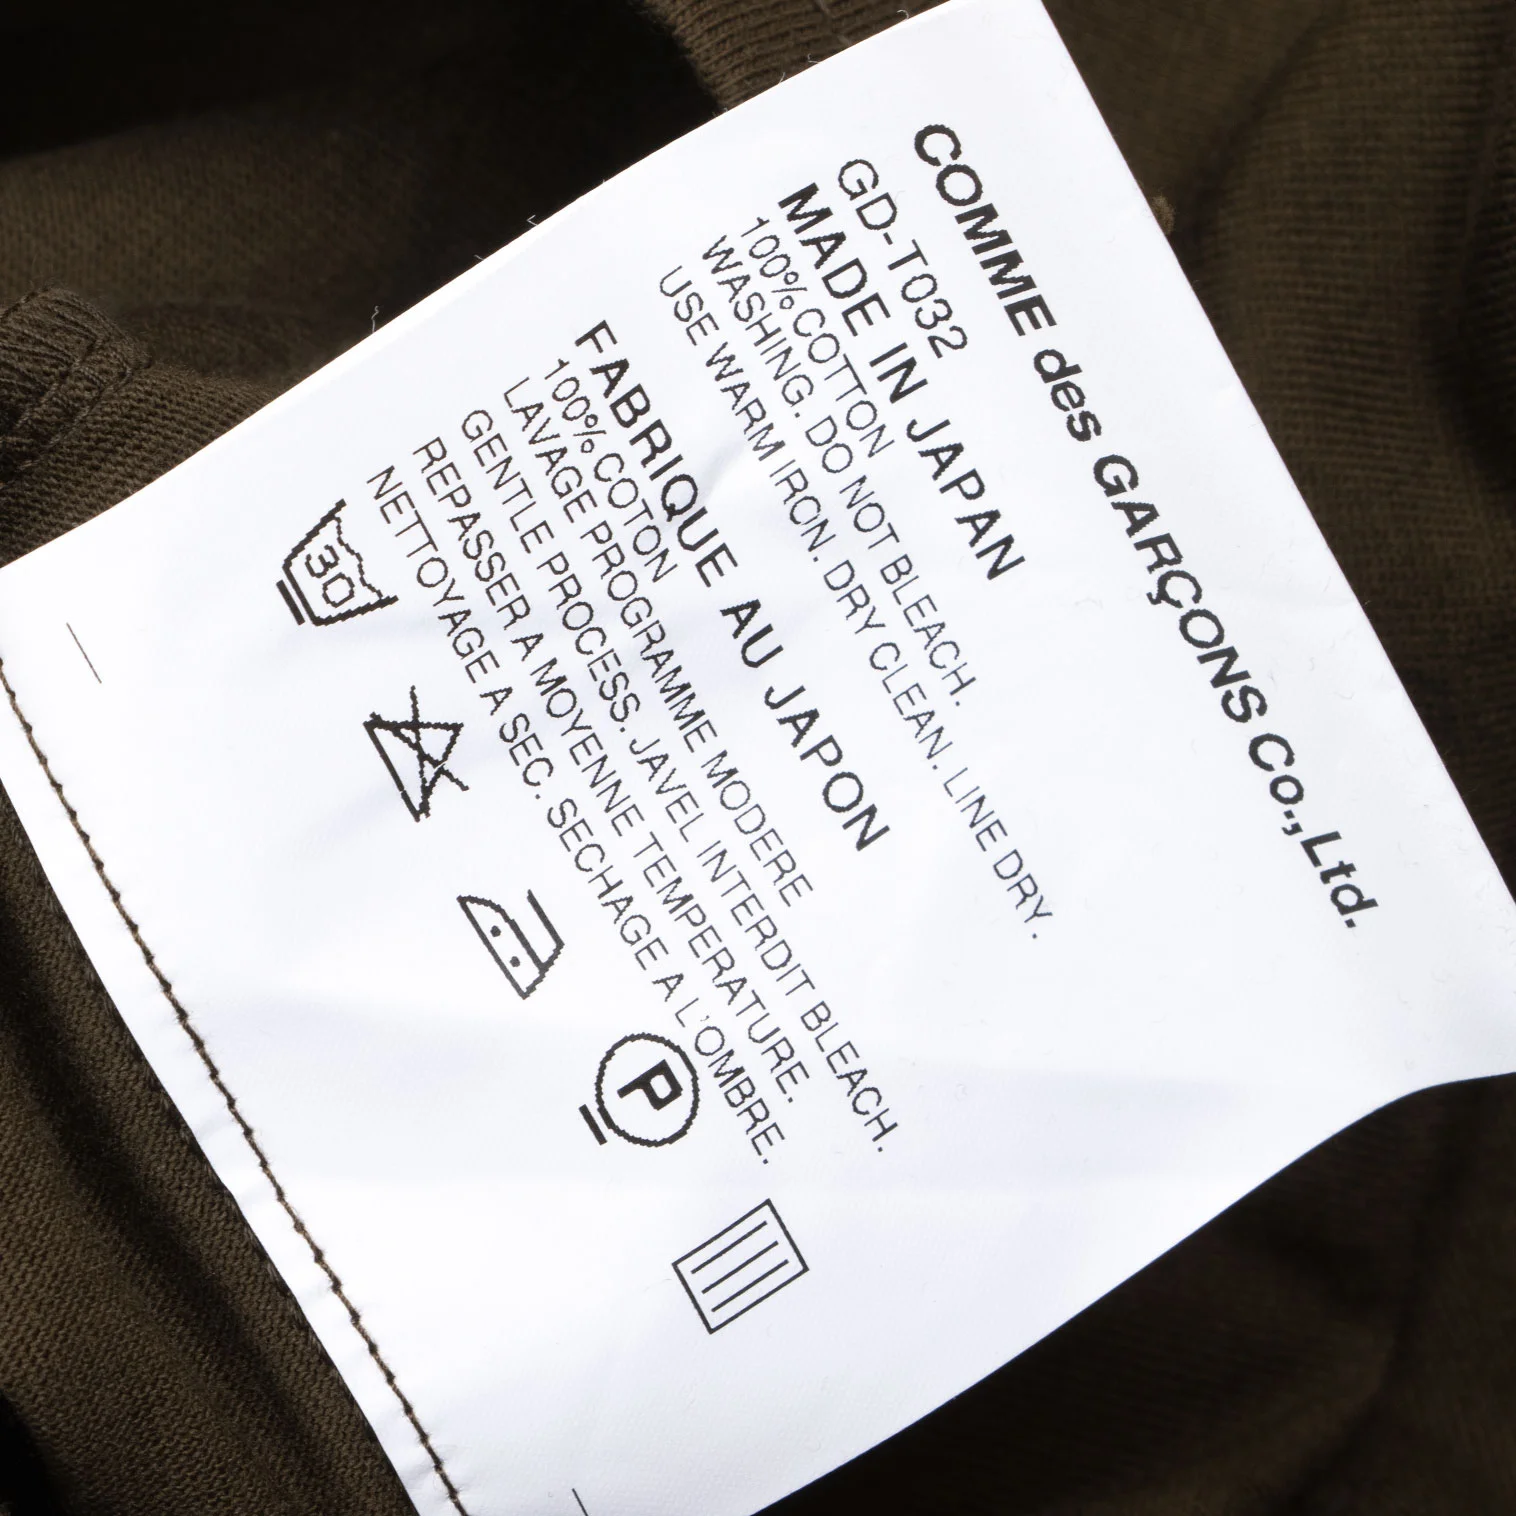 COMME des GARÇONS Co.,Ltd.
GD-T032
MADE IN JAPAN
100% COTTON
WASHING. DO NOT BLEACH.
USE WARM IRON. DRY CLEAN. LINE DRY.
FABRIQUE AU JAPON
100% COTON
LAVAGE PROGRAMME MODERE
GENTLE PROCESS. JAVEL INTERDIT BLEACH.
REPASSER A MOYENNE TEMPERATURE.
NETTOYAGE A SEC. SECHAGE A L'OMBRE.
30
P